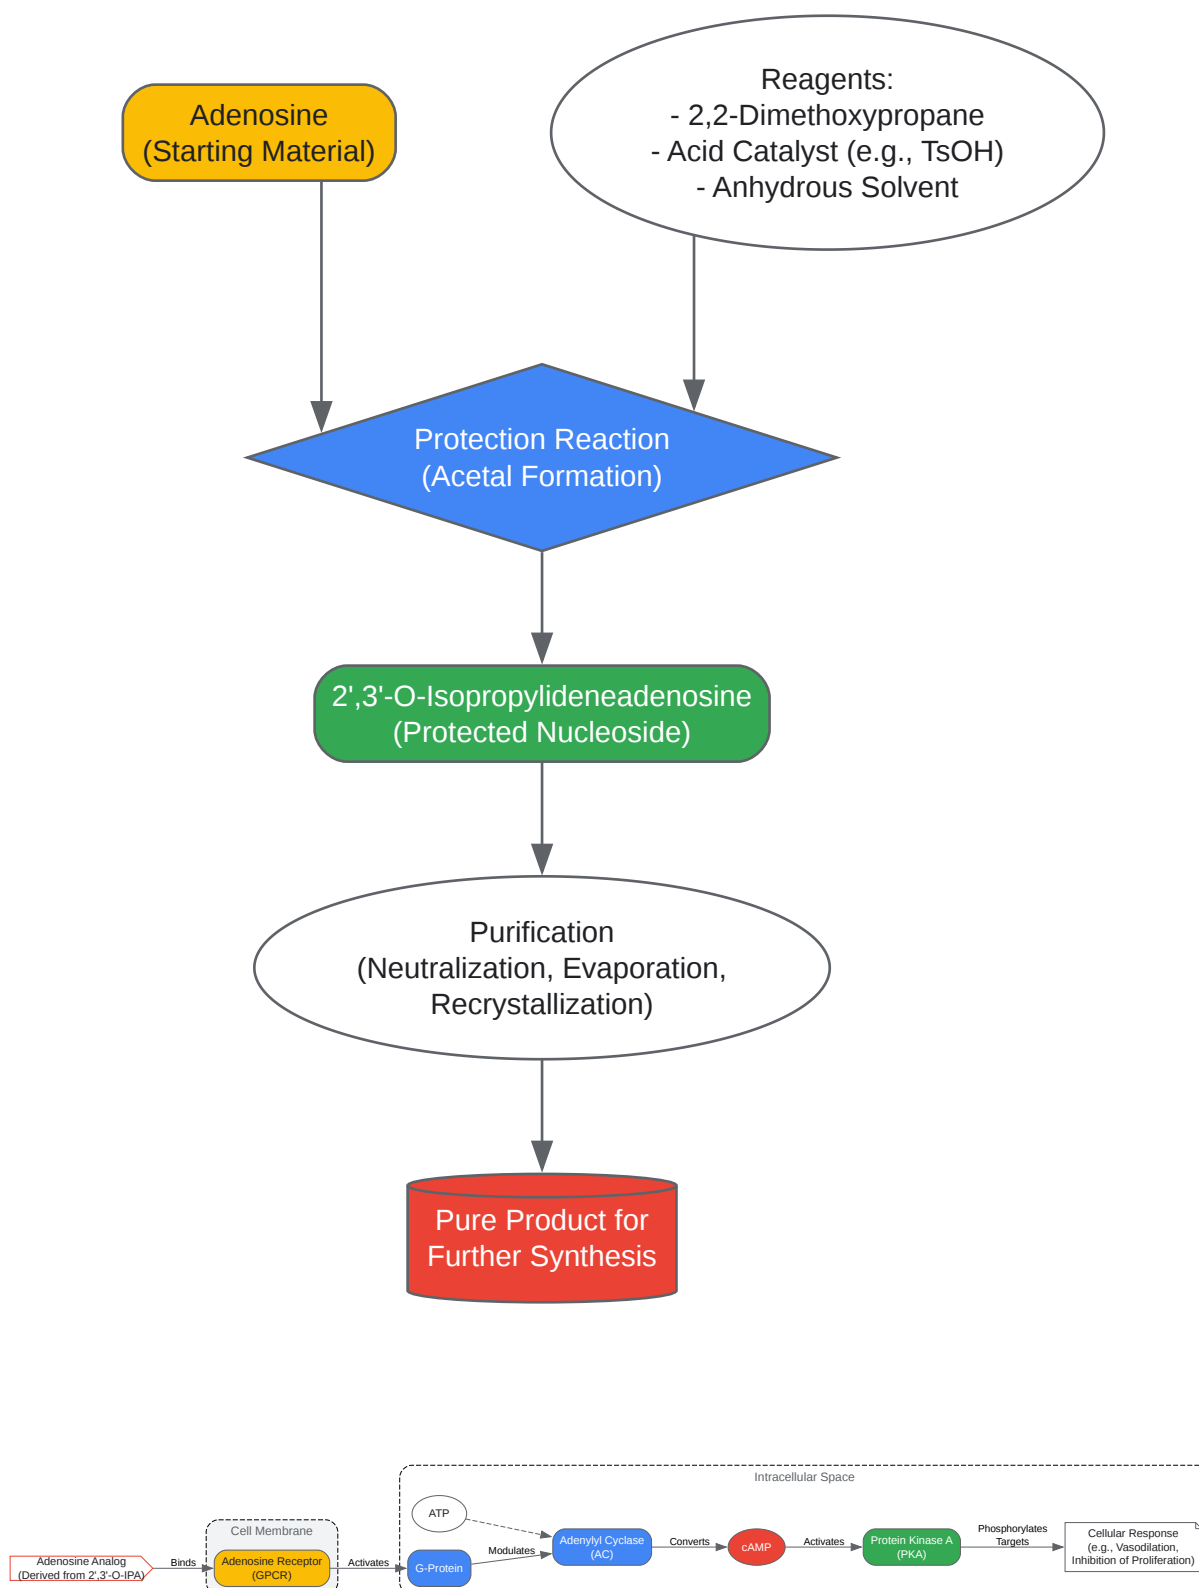 Adenosine
(Starting Material)
Reagents:
- 2,2-Dimethoxypropane
- Acid Catalyst (e.g., TsOH)
- Anhydrous Solvent
Protection Reaction
(Acetal Formation)
2',3'-O-Isopropylideneadenosine
(Protected Nucleoside)
Purification
(Neutralization, Evaporation,
Recrystallization)
Pure Product for
Further Synthesis
Intracellular Space
ATP
Cell Membrane
Adenosine Analog
(Derived from 2',3'-O-IPA)
Binds
Adenosine Receptor
(GPCR)
Activates
G-Protein
Modulates
Adenylyl Cyclase
(AC)
Converts
cAMP
Activates
Protein Kinase A
(PKA)
Phosphorylates
Targets
Cellular Response
(e.g., Vasodilation,
Inhibition of Proliferation)